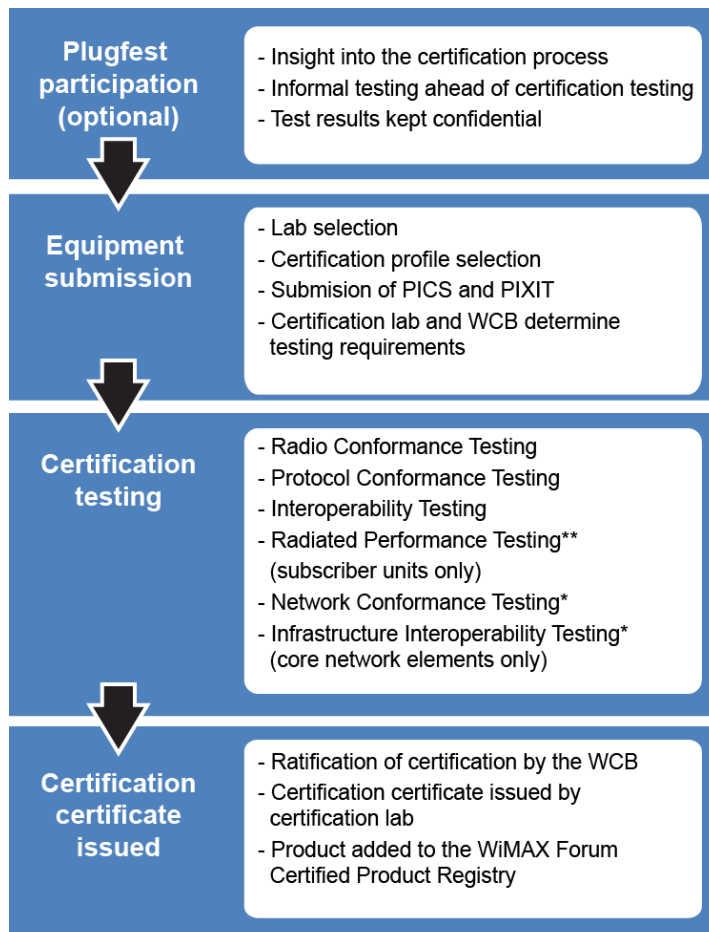 Plugfest
participation
(optional)
- Insight into the certification process
- Informal testing ahead of certification testing
- Test results kept confidential
Equipment
submission
- Lab selection
- Certification profile selection
- Submision of PICS and PIXIT
- Certification lab and WCB determine
testing requirements
Certification
testing
- Radio Conformance Testing
- Protocol Conformance Testing
- Interoperability Testing
- Radiated Performance Testing**
(subscriber units only)
- Network Conformance Testing*
- Infrastructure Interoperability Testing*
(core network elements only)
Certification
certificate
issued
- Ratification of certification by the WCB
- Certification certificate issued by
certification lab
- Product added to the WiMAX Forum
Certified Product Registry